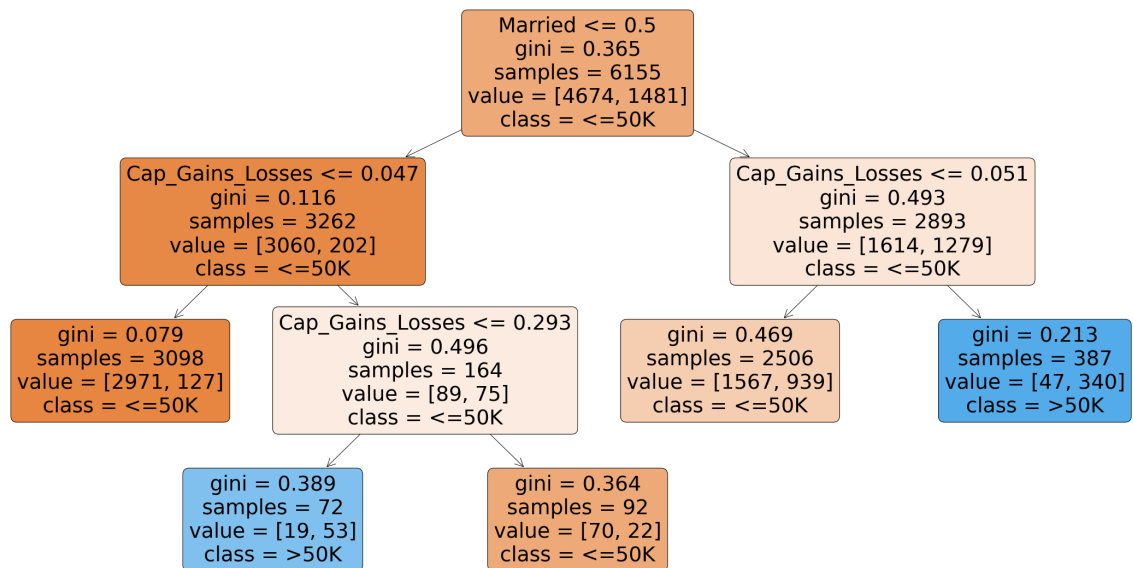 Married <= 0.5
gini = 0.365
samples = 6155
value = [4674, 1481]
class = <=50K
Cap_Gains_Losses <= 0.047
gini = 0.116
samples = 3262
value = [3060, 202]
class = <=50K
Cap_Gains_Losses <= 0.051
gini = 0.493
samples = 2893
value = [1614, 1279]
class = <=50K
gini = 0.079
samples = 3098
value = [2971, 127]
class = <=50K
Cap_Gains_Losses <= 0.293
gini = 0.496
samples = 164
value = [89, 75]
class = <=50K
gini = 0.469
samples = 2506
value = [1567, 939]
class = <=50K
gini = 0.213
samples = 387
value = [47, 340]
class = >50K
gini = 0.389
samples = 72
value = [19, 53]
class = >50K
gini = 0.364
samples = 92
value = [70, 22]
class = <=50K